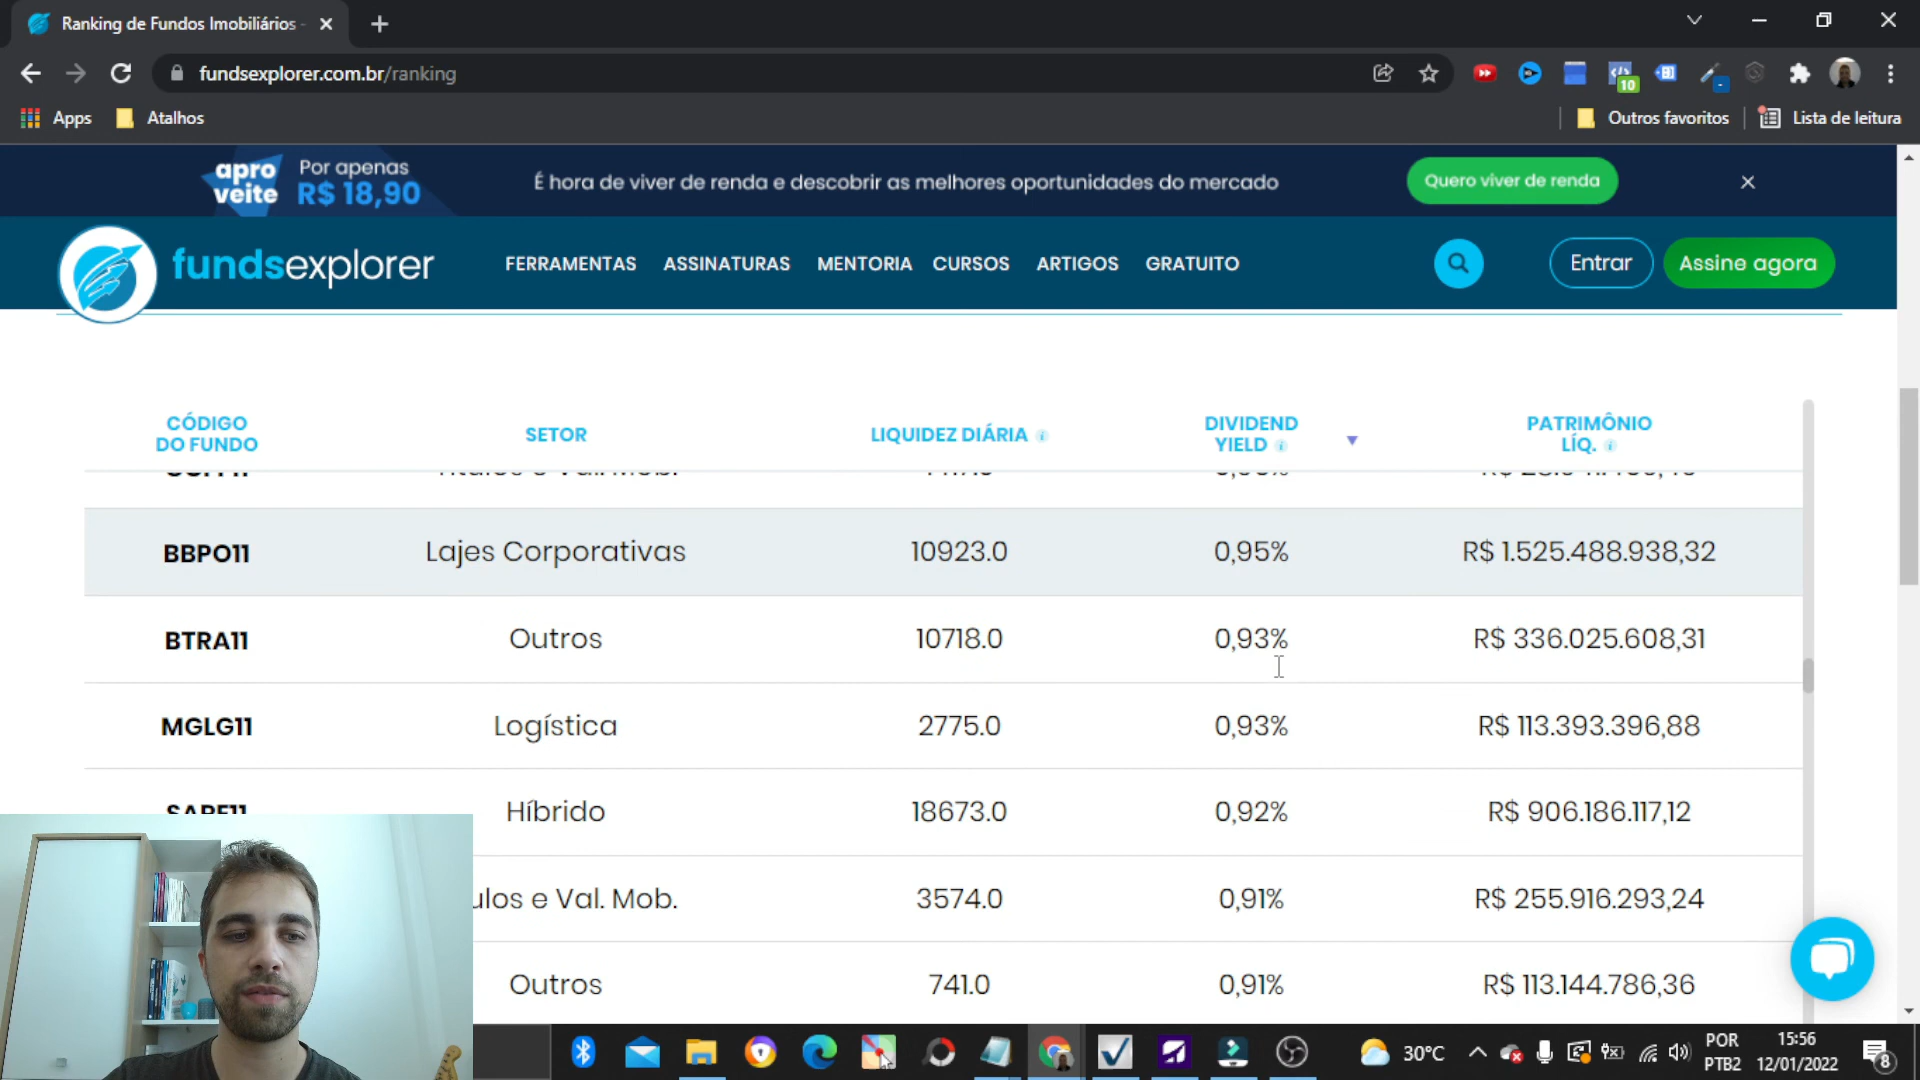 Ranking de Fundos Imobiliários -
fundsexplorer.com.br/ranking
10
Apps
Atalhos
Outros favoritos
Lista de leitura
apro
veite
Por apenas
R$ 18,90
É hora de viver de renda e descobrir as melhores oportunidades do mercado
Quero viver de renda
fundsexplorer
FERRAMENTAS
ASSINATURAS
MENTORIA
CURSOS
ARTIGOS
GRATUITO
Entrar
Assine agora
CÓDIGO
DO FUNDO
SETOR
LIQUIDEZ DIÁRIA
DIVIDEND
YIELD
PATRIMÔNIO
LÍQ.
BBPO11 Lajes Corporativas 10923.0 0,95% R$ 1.525.488.938,32
BTRA11 Outros 10718.0 0,93% R$ 336.025.608,31
MGLG11 Logística 2775.0 0,93% R$ 113.393.396,88
Híbrido 18673.0 0,92% R$ 906.186.117,12
e Val. Mob. 3574.0 0,91% R$ 255.916.293,24
Outros 741.0 0,91% R$ 113.144.786,36
30°C
POR
PTB2
15:56
12/01/2022
8